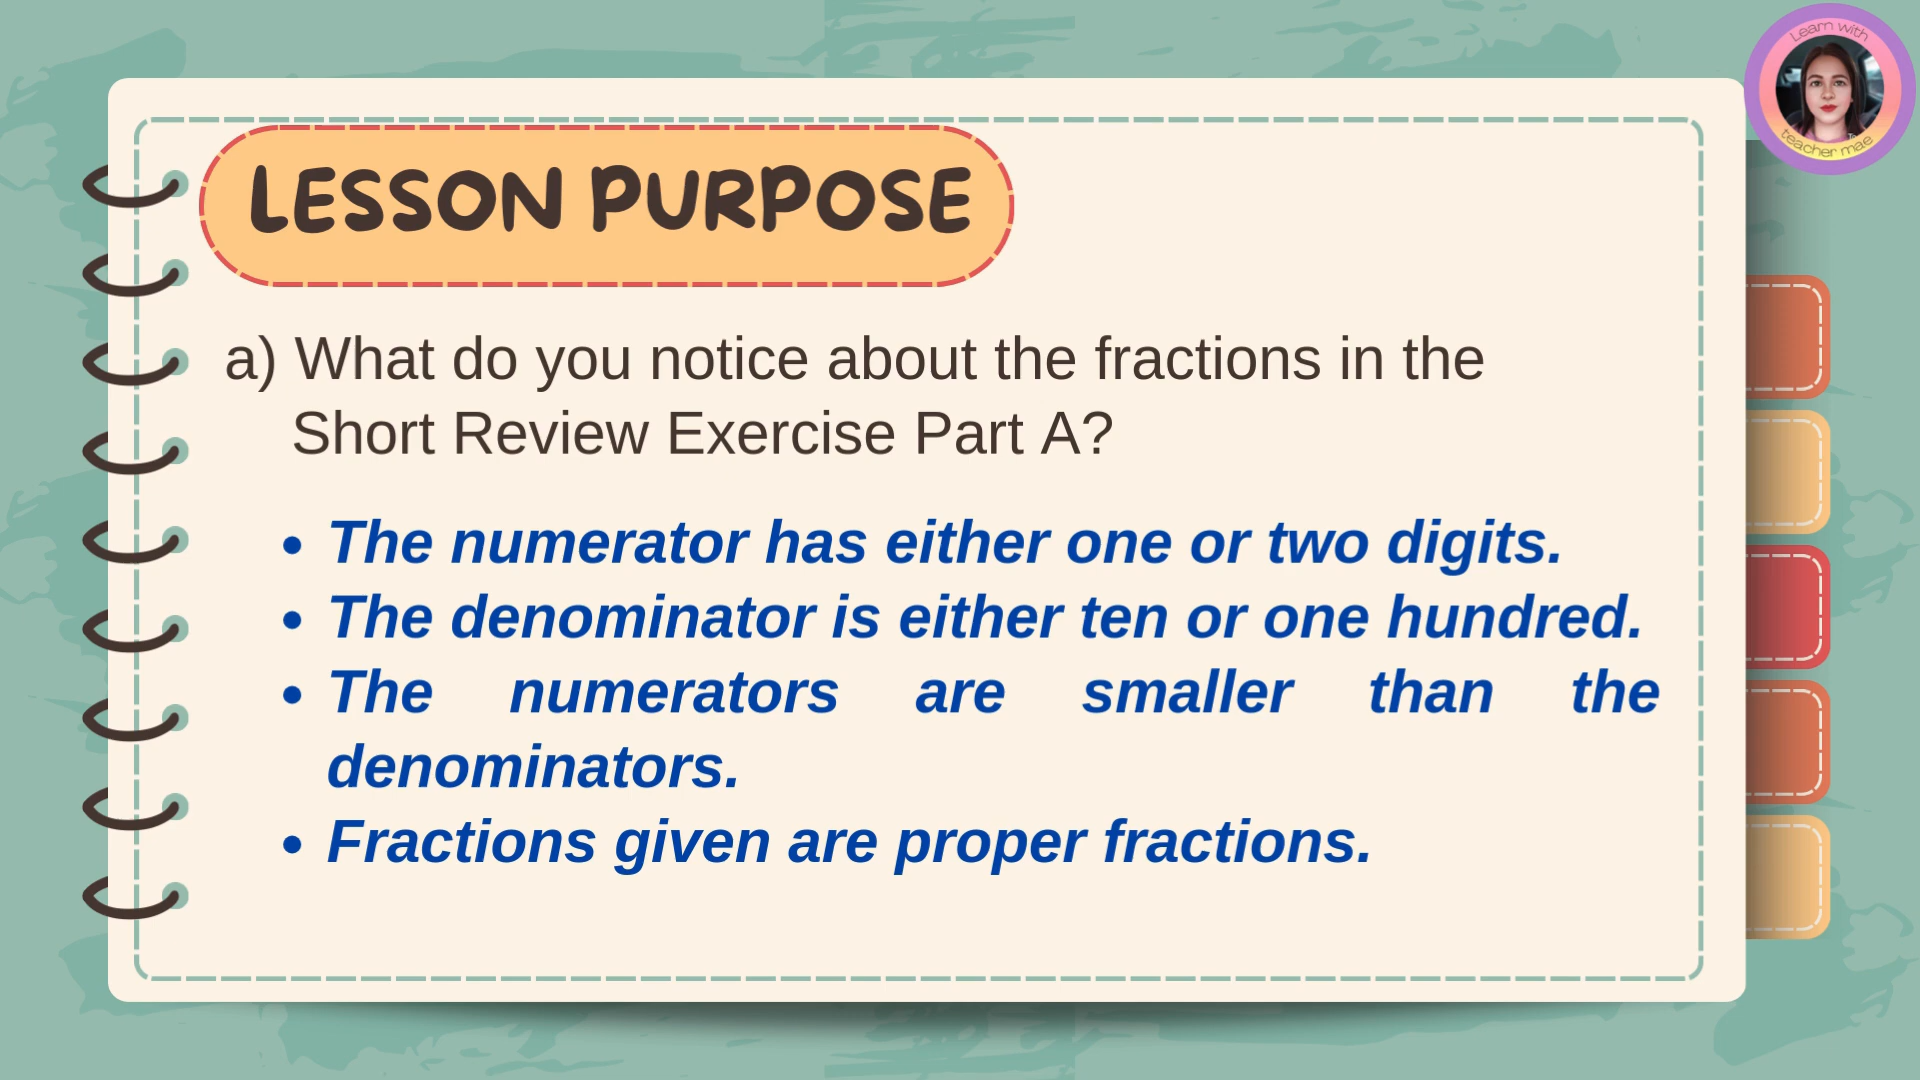 Learn with
teacher mae
LESSON PURPOSE
a) What do you notice about the fractions in the
Short Review Exercise Part A?
• The numerator has either one or two digits.
• The denominator is either ten or one hundred.
• The numerators are smaller than the
denominators.
• Fractions given are proper fractions.